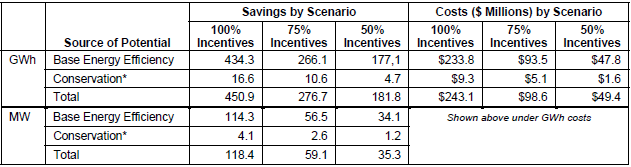 Savings by Scenario Costs ($ Millions) by Scenario
100% 75% 50% 100% 75% 50%
Source of Potential Incentives Incentives Incentives Incentives Incentives Incentives
GWh Base Energy Efficiency 434.3 266.1 177,1 $233.8 $93.5 $47.8
Conservation* 16.6 10.6 4.7 $9.3 $5.1 $1.6
Total 450.9 276.7 181.8 $243.1 $98.6 $49.4
MW Base Energy Efficiency 114.3 56.5 34.1 Shown above under GWh costs
Conservation* 4.1 2.6 1.2
Total 118.4 59.1 35.3